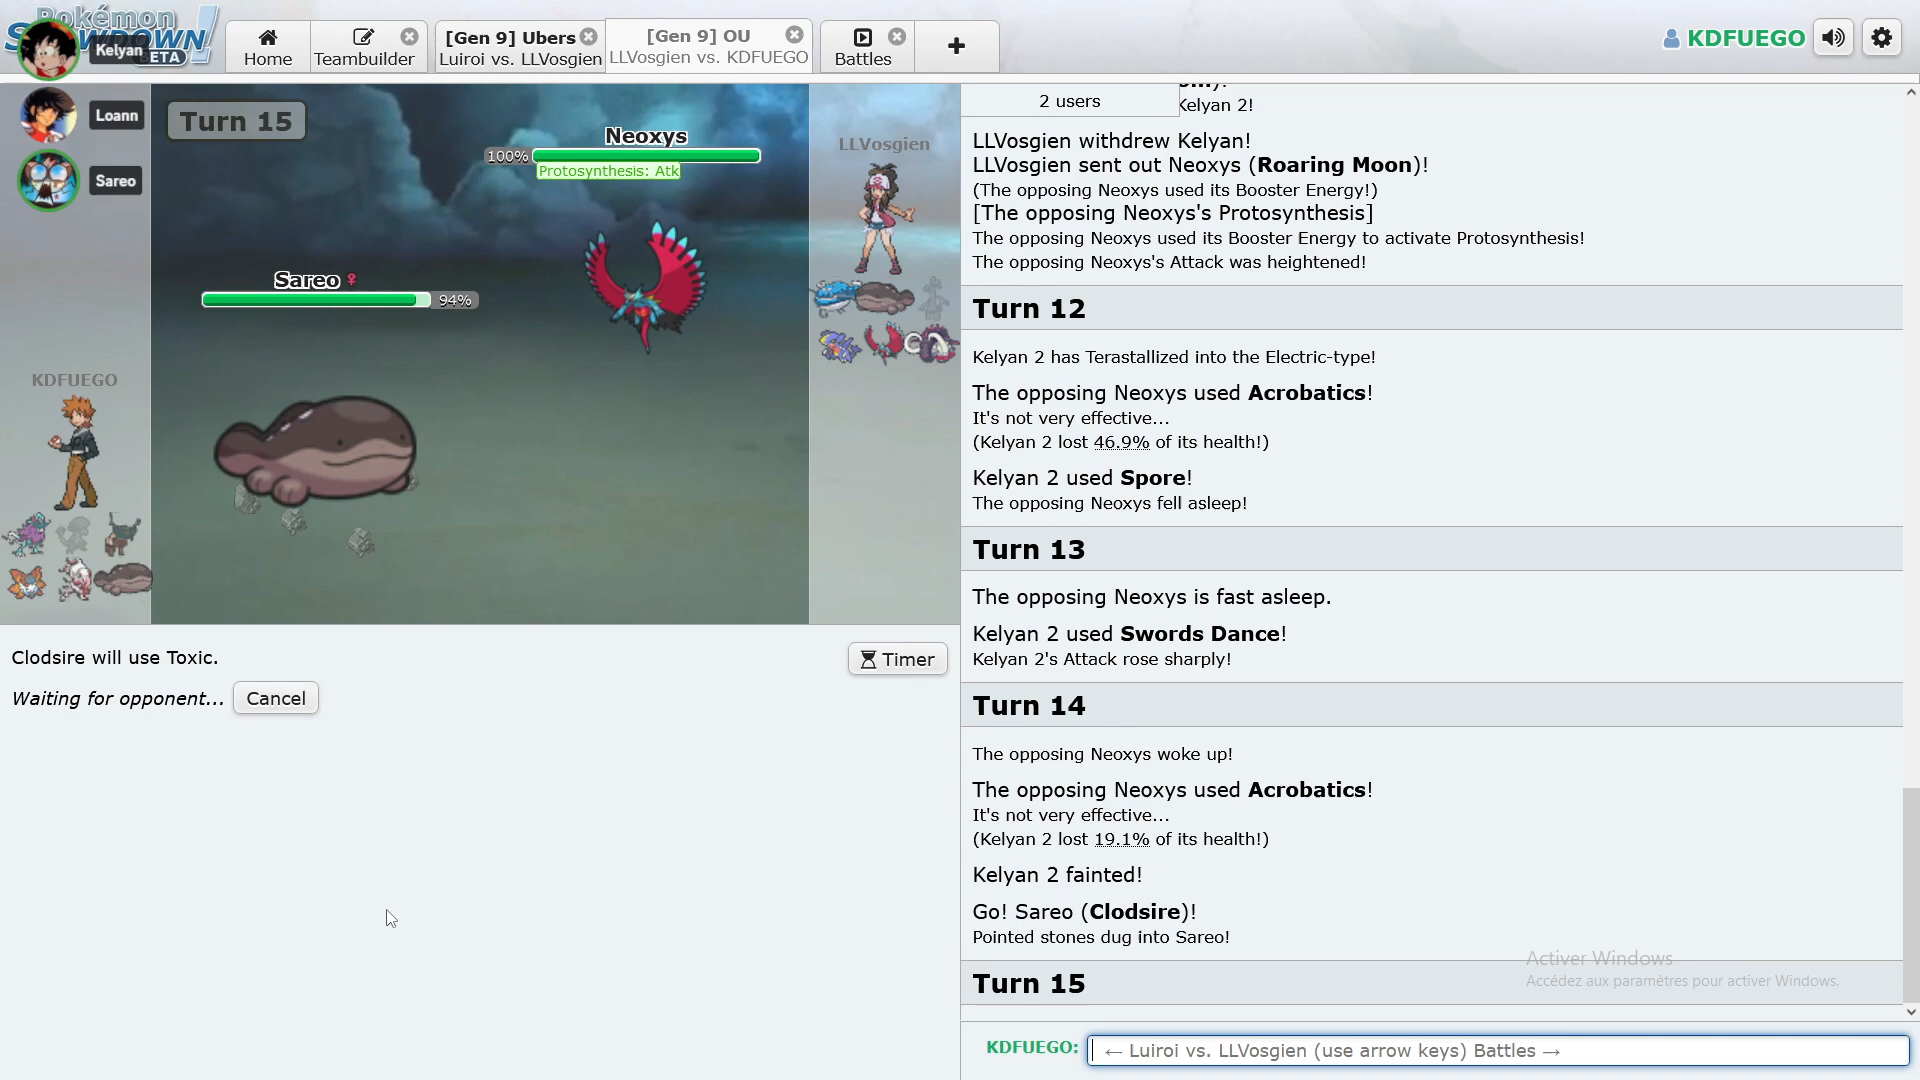 Pokémon
SHOWDOWN!
BETA
Kelyan
Loann
Sareo
Home
Teambuilder
[Gen 9] Ubers
Luiroi vs. LLVosgien
[Gen 9] OU
LLVosgien vs. KDFUEGO
Battles
KDFUEGO
Turn 15
Neoxys
100%
Protosynthesis: Atk
Sareo ♀
94%
LLVosgien
KDFUEGO
Clodsire will use Toxic.
Timer
Waiting for opponent...
Cancel
2 users
Kelyan 2!
LLVosgien withdrew Kelyan!
LLVosgien sent out Neoxys (Roaring Moon)!
(The opposing Neoxys used its Booster Energy!)
[The opposing Neoxys's Protosynthesis]
The opposing Neoxys used its Booster Energy to activate Protosynthesis!
The opposing Neoxys's Attack was heightened!
Turn 12
Kelyan 2 has Terastallized into the Electric-type!
The opposing Neoxys used Acrobatics!
It's not very effective...
(Kelyan 2 lost 46.9% of its health!)
Kelyan 2 used Spore!
The opposing Neoxys fell asleep!
Turn 13
The opposing Neoxys is fast asleep.
Kelyan 2 used Swords Dance!
Kelyan 2's Attack rose sharply!
Turn 14
The opposing Neoxys woke up!
The opposing Neoxys used Acrobatics!
It's not very effective...
(Kelyan 2 lost 19.1% of its health!)
Kelyan 2 fainted!
Go! Sareo (Clodsire)!
Pointed stones dug into Sareo!
Turn 15
Activer Windows
Accédez aux paramètres pour activer Windows.
KDFUEGO:
← Luiroi vs. LLVosgien (use arrow keys) Battles →